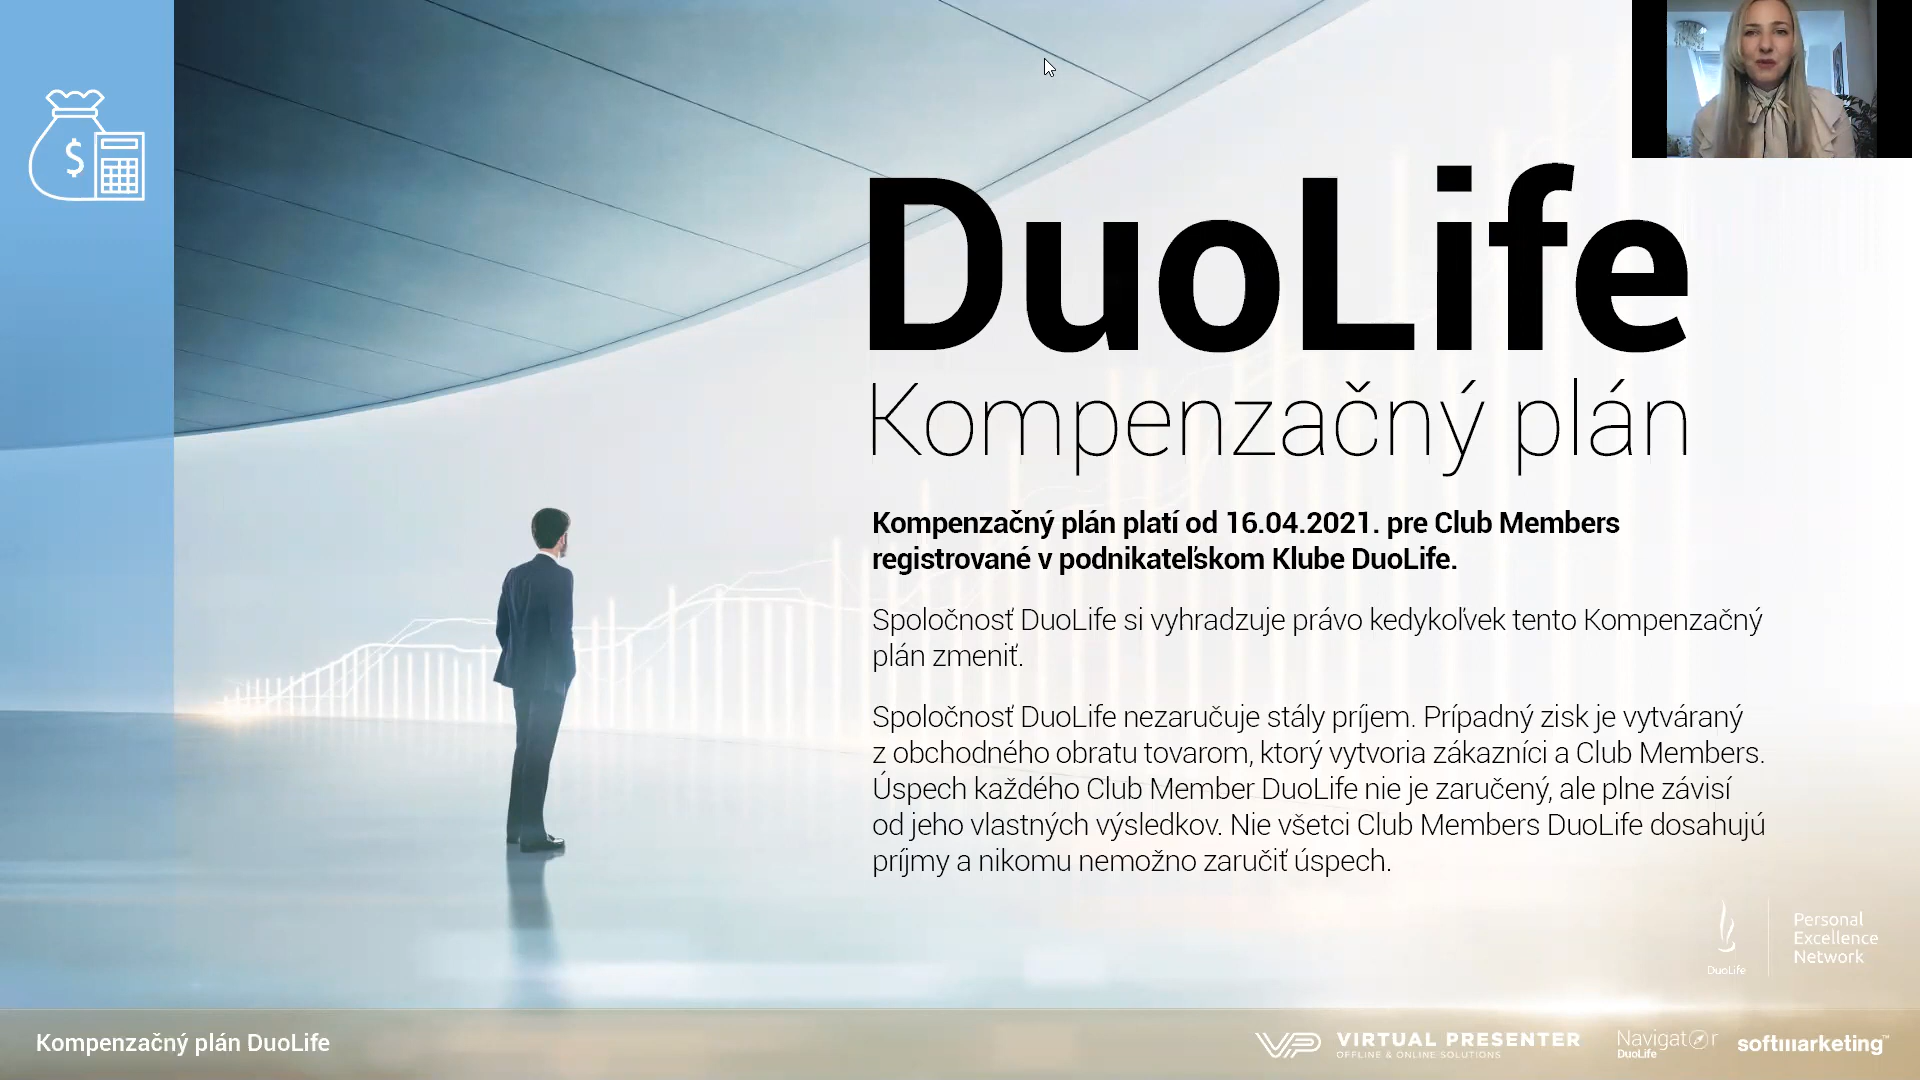 DuoLife
Kompenzačný plán
Kompenzačný plán platí od 16.04.2021. pre Club Members
registrované v podnikateľskom Klube DuoLife.
Spoločnosť DuoLife si vyhradzuje právo kedykoľvek tento Kompenzačný
plán zmeniť.
Spoločnosť DuoLife nezaručuje stály príjem. Prípadný zisk je vytváraný
z obchodného obratu tovarom, ktorý vytvoria zákazníci a Club Members.
Úspech každého Club Member DuoLife nie je zaručený, ale plne závisí
od jeho vlastných výsledkov. Nie všetci Club Members DuoLife dosahujú
príjmy a nikomu nemožno zaručiť úspech.
Personal
Excellence
Network
DuoLife
Kompenzačný plán DuoLife
VP VIRTUAL PRESENTER
OFFLINE & ONLINE SOLUTIONS
Navigator
DuoLife
softmarketing™
$